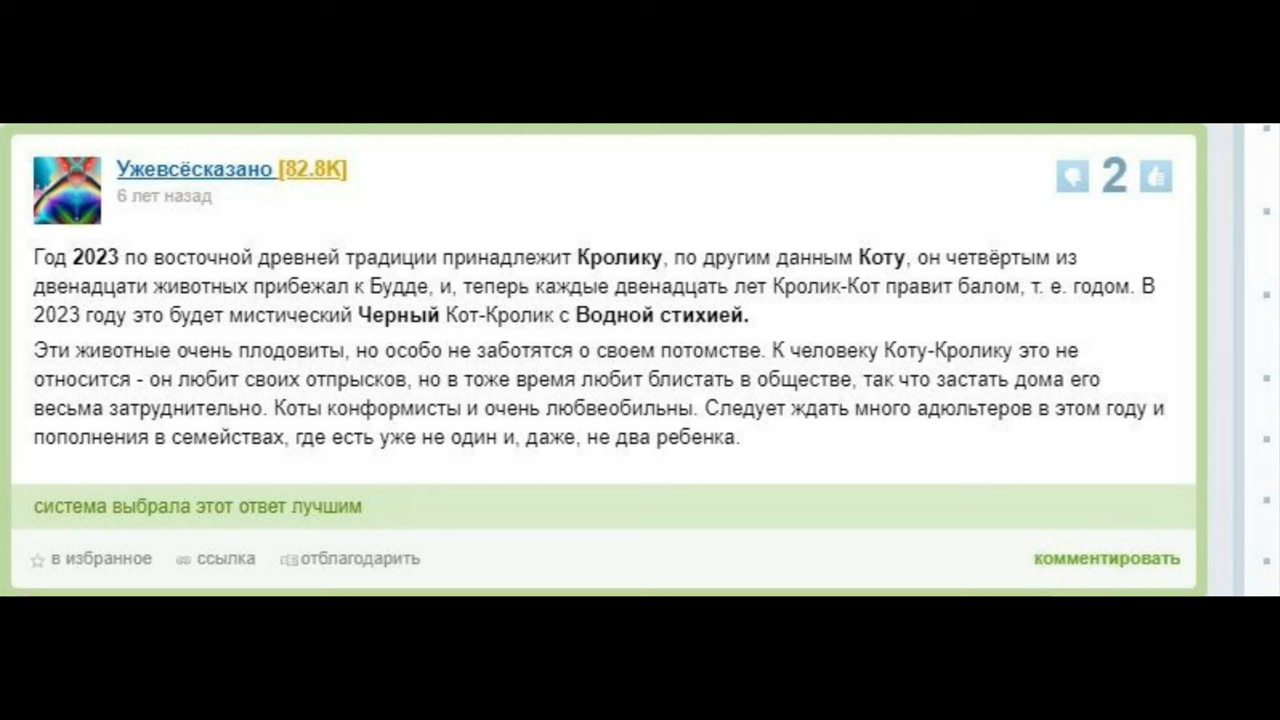 Ужевсёсказано [82.8K]
2
6 лет назад
Год 2023 по восточной древней традиции принадлежит Кролику, по другим данным Коту, он четвёртым из
двенадцати животных прибежал к Будде, и, теперь каждые двенадцать лет Кролик-Кот правит балом, т. е. годом. В
2023 году это будет мистический Черный Кот-Кролик с Водной стихией.
Эти животные очень плодовиты, но особо не заботятся о своем потомстве. К человеку Коту-Кролику это не
относится - он любит своих отпрысков, но в тоже время любит блистать в обществе, так что застать дома его
весьма затруднительно. Коты конформисты и очень любвеобильны. Следует ждать много адюльтеров в этом году и
пополнения в семействах, где есть уже не один и, даже, не два ребенка.
система выбрала этот ответ лучшим
в избранное ссылка отблагодарить комментировать